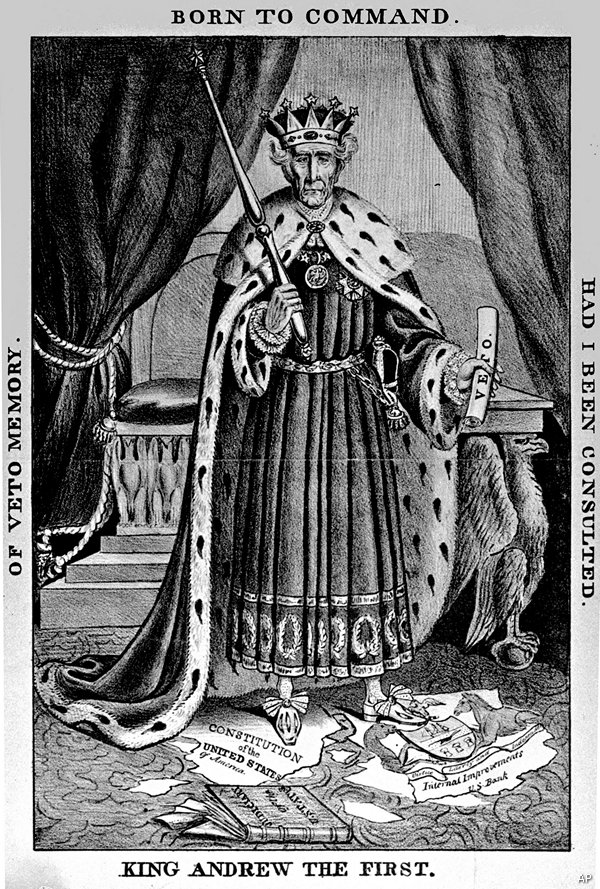 BORN TO COMMAND.
OF VETO MEMORY.
HAD I BEEN CONSULTED.
VETO.
CONSTITUTION
of the
UNITED STATES
of America.
Internal Improvements
U.S. Bank
KING ANDREW THE FIRST.
AP